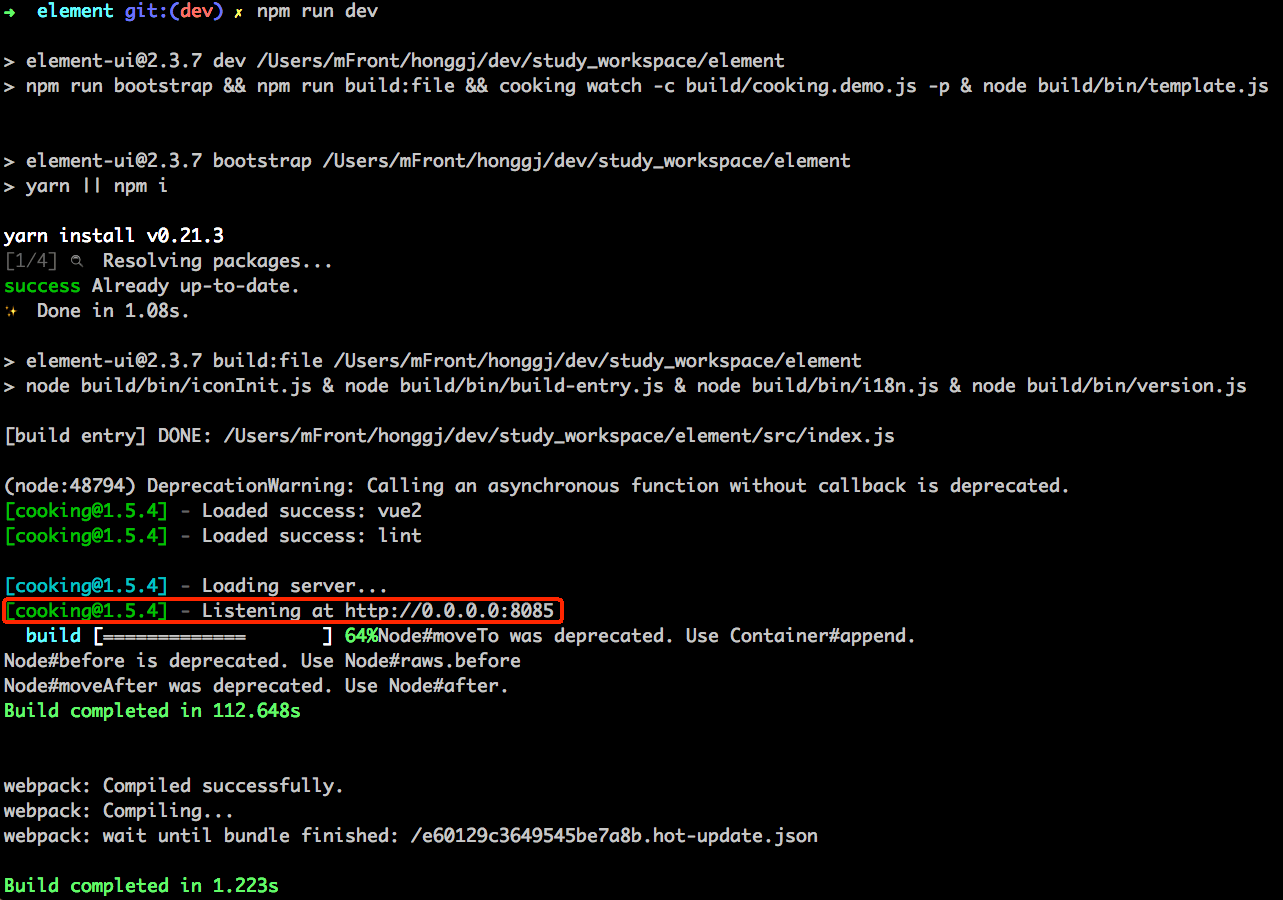 ➜  element git:(dev) ✗ npm run dev
> element-ui@2.3.7 dev /Users/mFront/honggj/dev/study_workspace/element
> npm run bootstrap && npm run build:file && cooking watch -c build/cooking.demo.js -p & node build/bin/template.js
> element-ui@2.3.7 bootstrap /Users/mFront/honggj/dev/study_workspace/element
> yarn || npm i
yarn install v0.21.3
[1/4] 🔍  Resolving packages...
success Already up-to-date.
✨  Done in 1.08s.
> element-ui@2.3.7 build:file /Users/mFront/honggj/dev/study_workspace/element
> node build/bin/iconInit.js & node build/bin/build-entry.js & node build/bin/i18n.js & node build/bin/version.js
[build entry] DONE: /Users/mFront/honggj/dev/study_workspace/element/src/index.js
(node:48794) DeprecationWarning: Calling an asynchronous function without callback is deprecated.
[cooking@1.5.4] - Loaded success: vue2
[cooking@1.5.4] - Loaded success: lint
[cooking@1.5.4] - Loading server...
[cooking@1.5.4] - Listening at http://0.0.0.0:8085
build [=============       ] 64%Node#moveTo was deprecated. Use Container#append.
Node#before is deprecated. Use Node#raws.before
Node#moveAfter was deprecated. Use Node#after.
Build completed in 112.648s
webpack: Compiled successfully.
webpack: Compiling...
webpack: wait until bundle finished: /e60129c3649545be7a8b.hot-update.json
Build completed in 1.223s